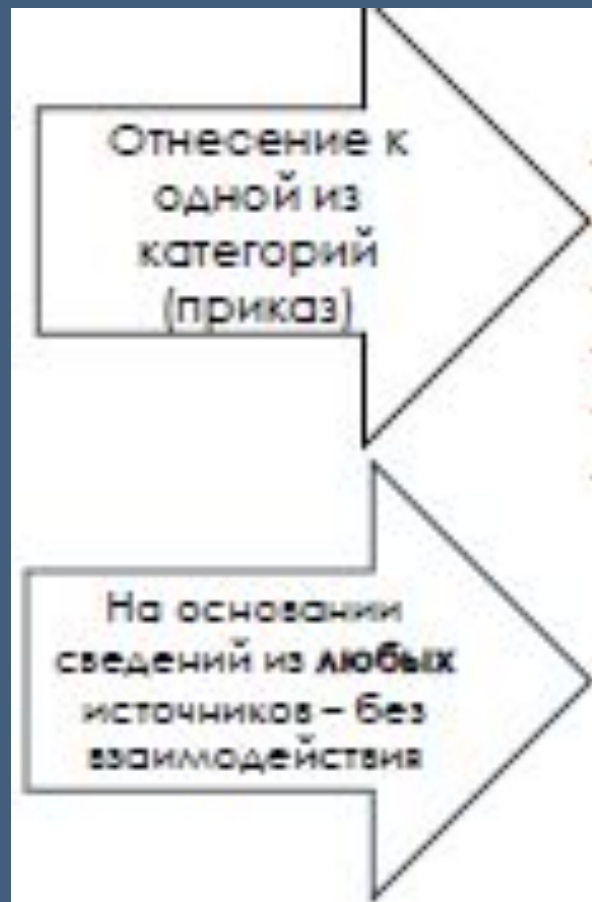 Отнесение к
одной из
категорий
(приказ)
На основании
сведений из любых
источников – без
взаимодействия